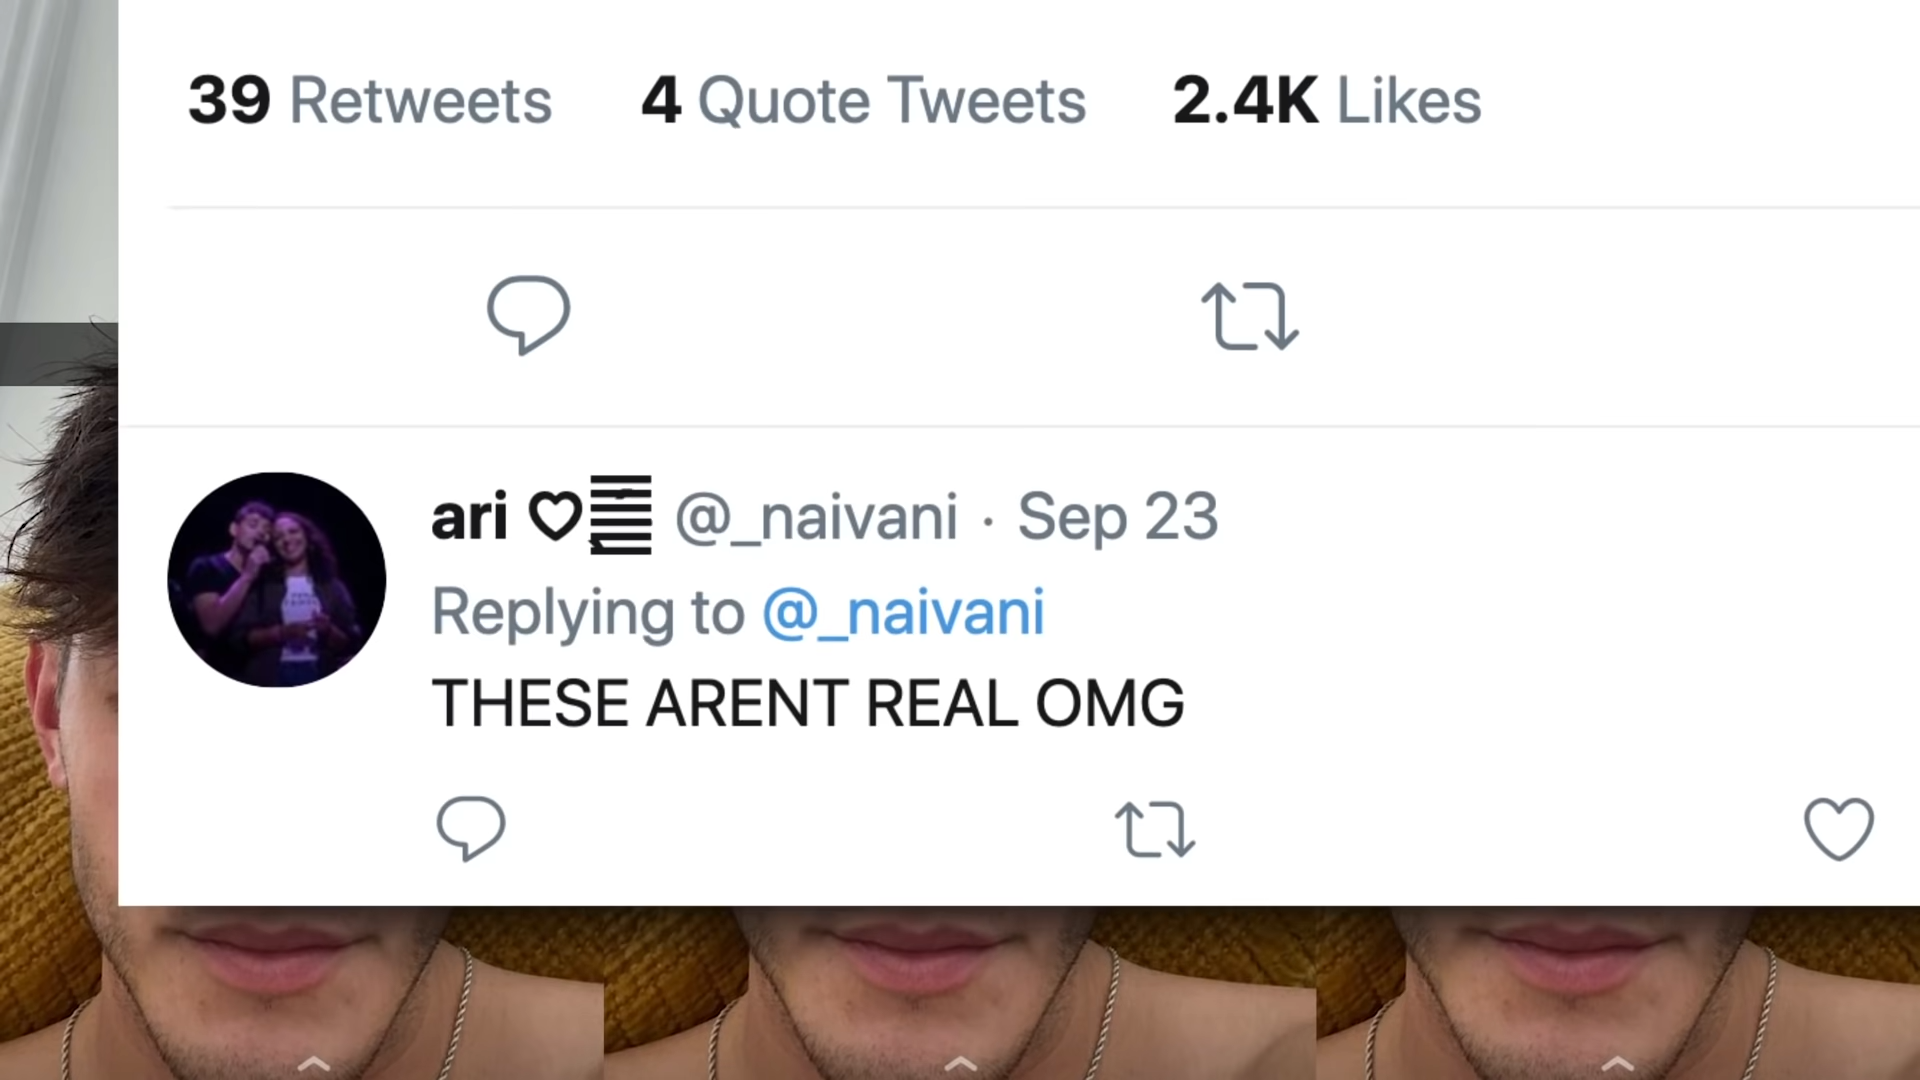 39 Retweets 4 Quote Tweets 2.4K Likes
ari ♡ @_naivani · Sep 23
Replying to @_naivani
THESE ARENT REAL OMG